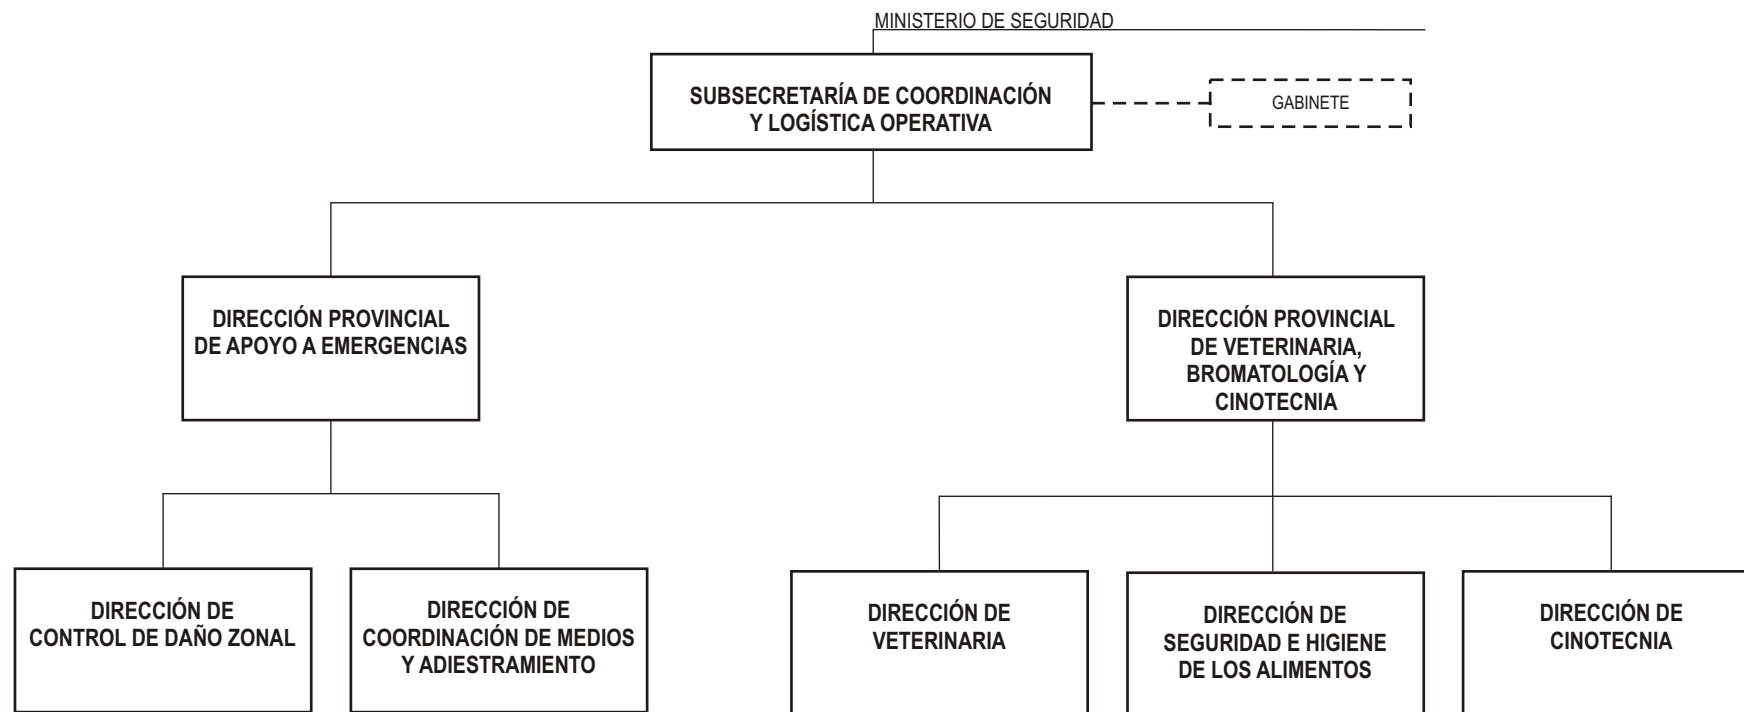 MINISTERIO DE SEGURIDAD
SUBSECRETARÍA DE COORDINACIÓN
Y LOGÍSTICA OPERATIVA
GABINETE
DIRECCIÓN PROVINCIAL
DE APOYO A EMERGENCIAS
DIRECCIÓN PROVINCIAL
DE VETERINARIA,
BROMATOLOGÍA Y
CINOTECNIA
DIRECCIÓN DE
CONTROL DE DAÑO ZONAL
DIRECCIÓN DE
COORDINACIÓN DE MEDIOS
Y ADIESTRAMIENTO
DIRECCIÓN DE
VETERINARIA
DIRECCIÓN DE
SEGURIDAD E HIGIENE
DE LOS ALIMENTOS
DIRECCIÓN DE
CINOTECNIA